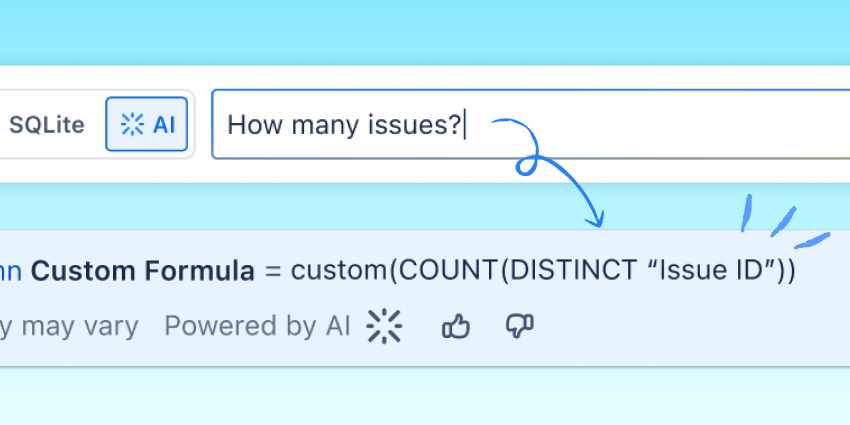 SQLite AI How many issues?
nn Custom Formula = custom(COUNT(DISTINCT “Issue ID”))
y may vary Powered by AI